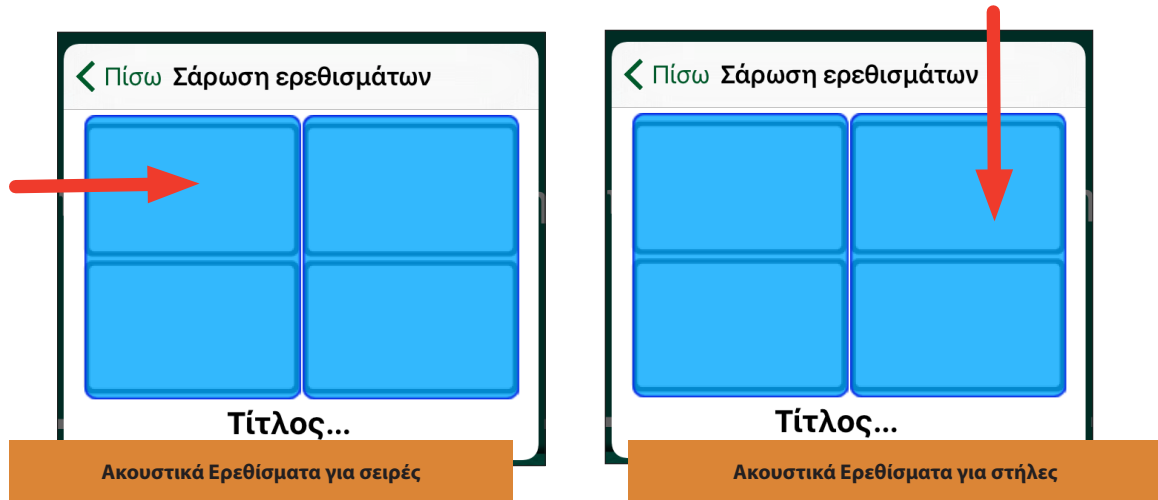 Πίσω Σάρωση ερεθισμάτων
Τίτλος...
Ακουστικά Ερεθίσματα για σειρές
Πίσω Σάρωση ερεθισμάτων
Τίτλος...
Ακουστικά Ερεθίσματα για στήλες